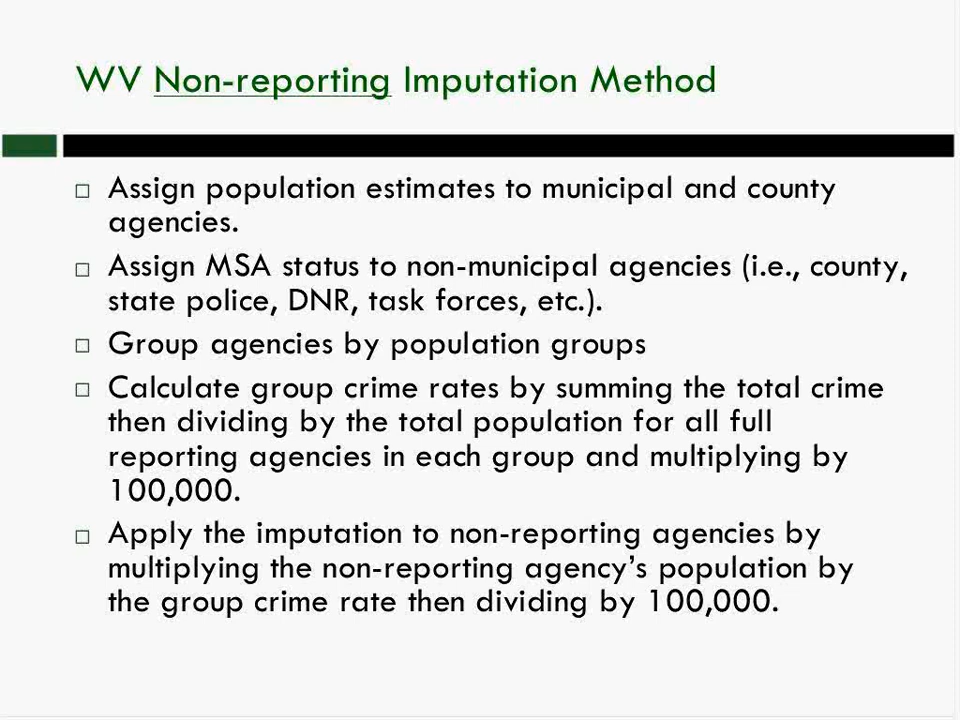 WV Non-reporting Imputation Method
Assign population estimates to municipal and county
agencies.
Assign MSA status to non-municipal agencies (i.e., county,
state police, DNR, task forces, etc.).
Group agencies by population groups
Calculate group crime rates by summing the total crime
then dividing by the total population for all full
reporting agencies in each group and multiplying by
100,000.
Apply the imputation to non-reporting agencies by
multiplying the non-reporting agency’s population by
the group crime rate then dividing by 100,000.